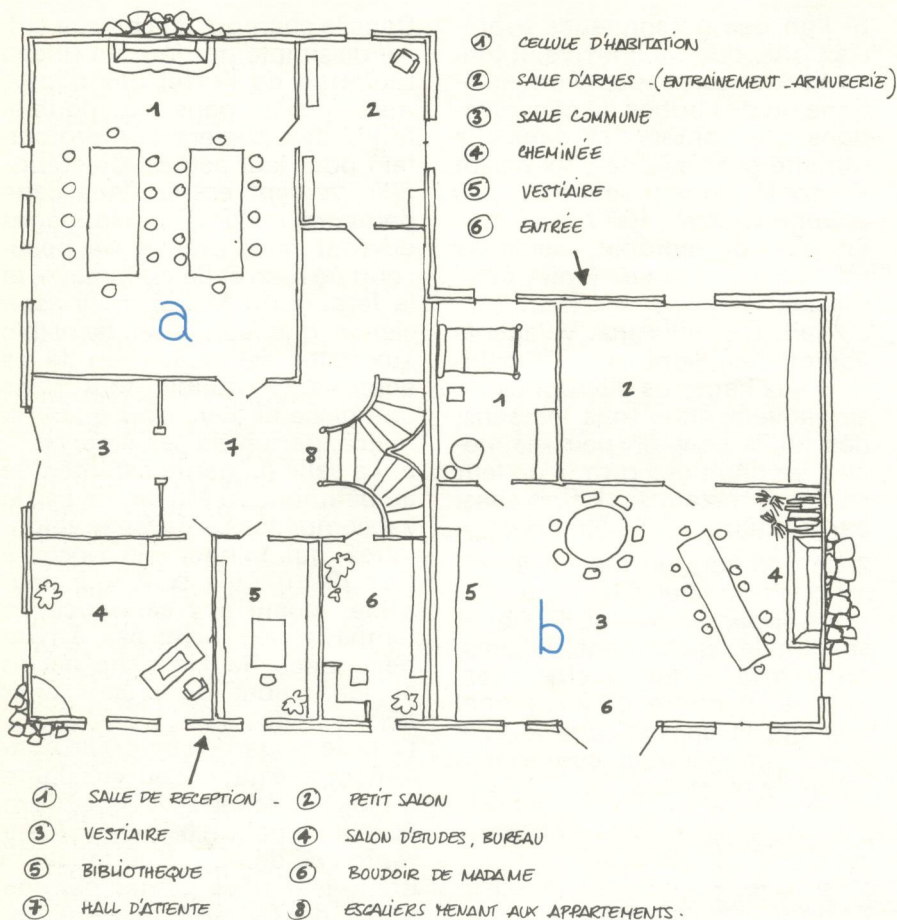 ① CELLULE D'HABITATION
② SALLE D'ARMES - (ENTRAINEMENT - ARMURERIE)
③ SALLE COMMUNE
④ CHEMINÉE
⑤ VESTIAIRE
⑥ ENTRÉE
1
2
a
3
7
8
1
2
4
5
6
5
3
4
b
6
① SALLE DE RECEPTION - ② PETIT SALON
③ VESTIAIRE ④ SALON D'ÉTUDES, BUREAU
⑤ BIBLIOTHEQUE ⑥ BOUDOIR DE MADAME
⑦ HALL D'ATTENTE ⑧ ESCALIERS MENANT AUX APPARTEMENTS.